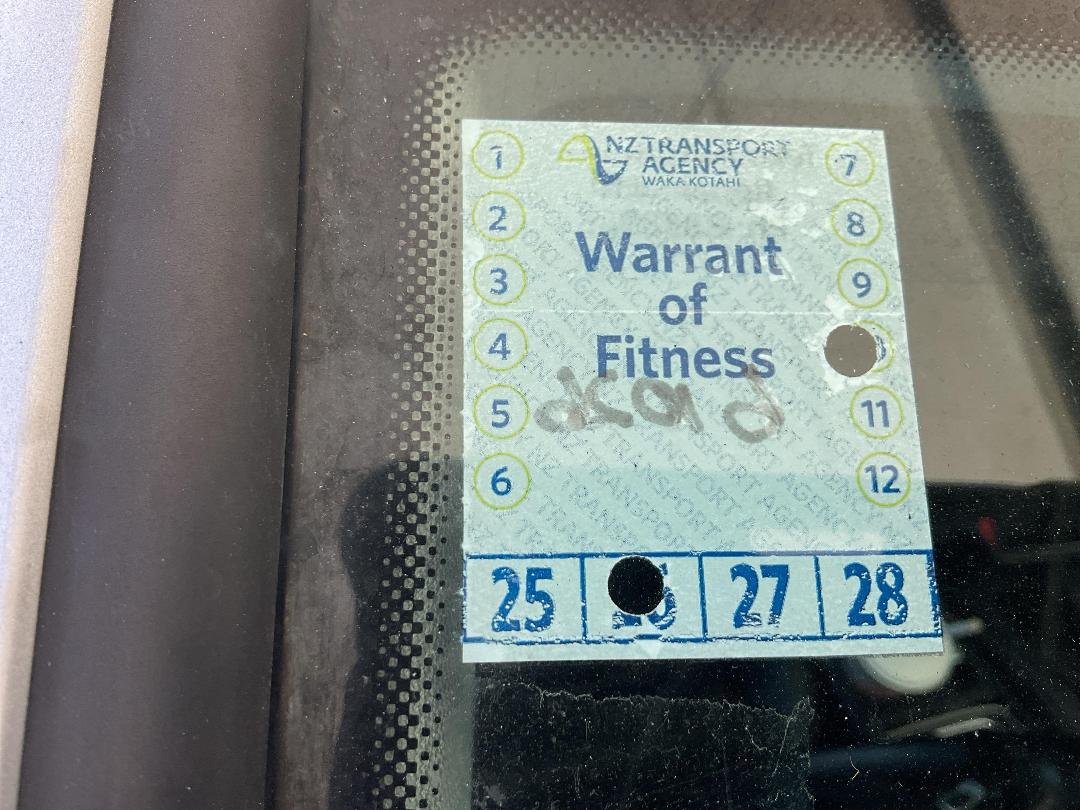 NZ TRANSPORT
AGENCY
WAKA KOTAHI
Warrant
of
Fitness
1
2
3
4
5
6
7
8
9
11
12
25 26 27 28